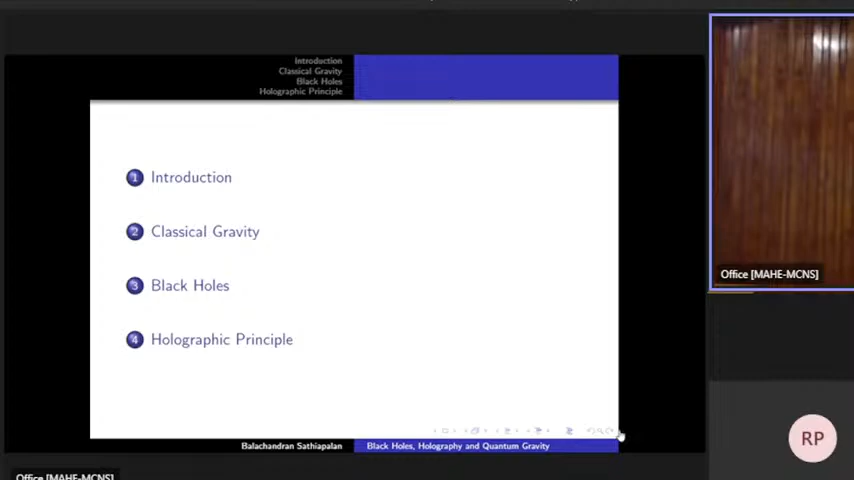 Introduction
Classical Gravity
Black Holes
Holographic Principle
1 Introduction
2 Classical Gravity
3 Black Holes
4 Holographic Principle
Balachandran Sathiapalan
Black Holes, Holography and Quantum Gravity
Office [MAHE-MCNS]
RP
Office [MAHE-MCNS]